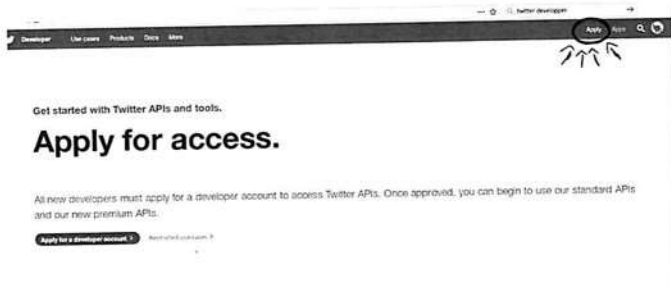 twitter developper
Developer Use cases Products Docs More Apply Apps
Get started with Twitter APIs and tools.
Apply for access.
All new developers must apply for a developer account to access Twitter APIs. Once approved, you can begin to use our standard APIs
and our new premium APIs.
Apply for a developer account